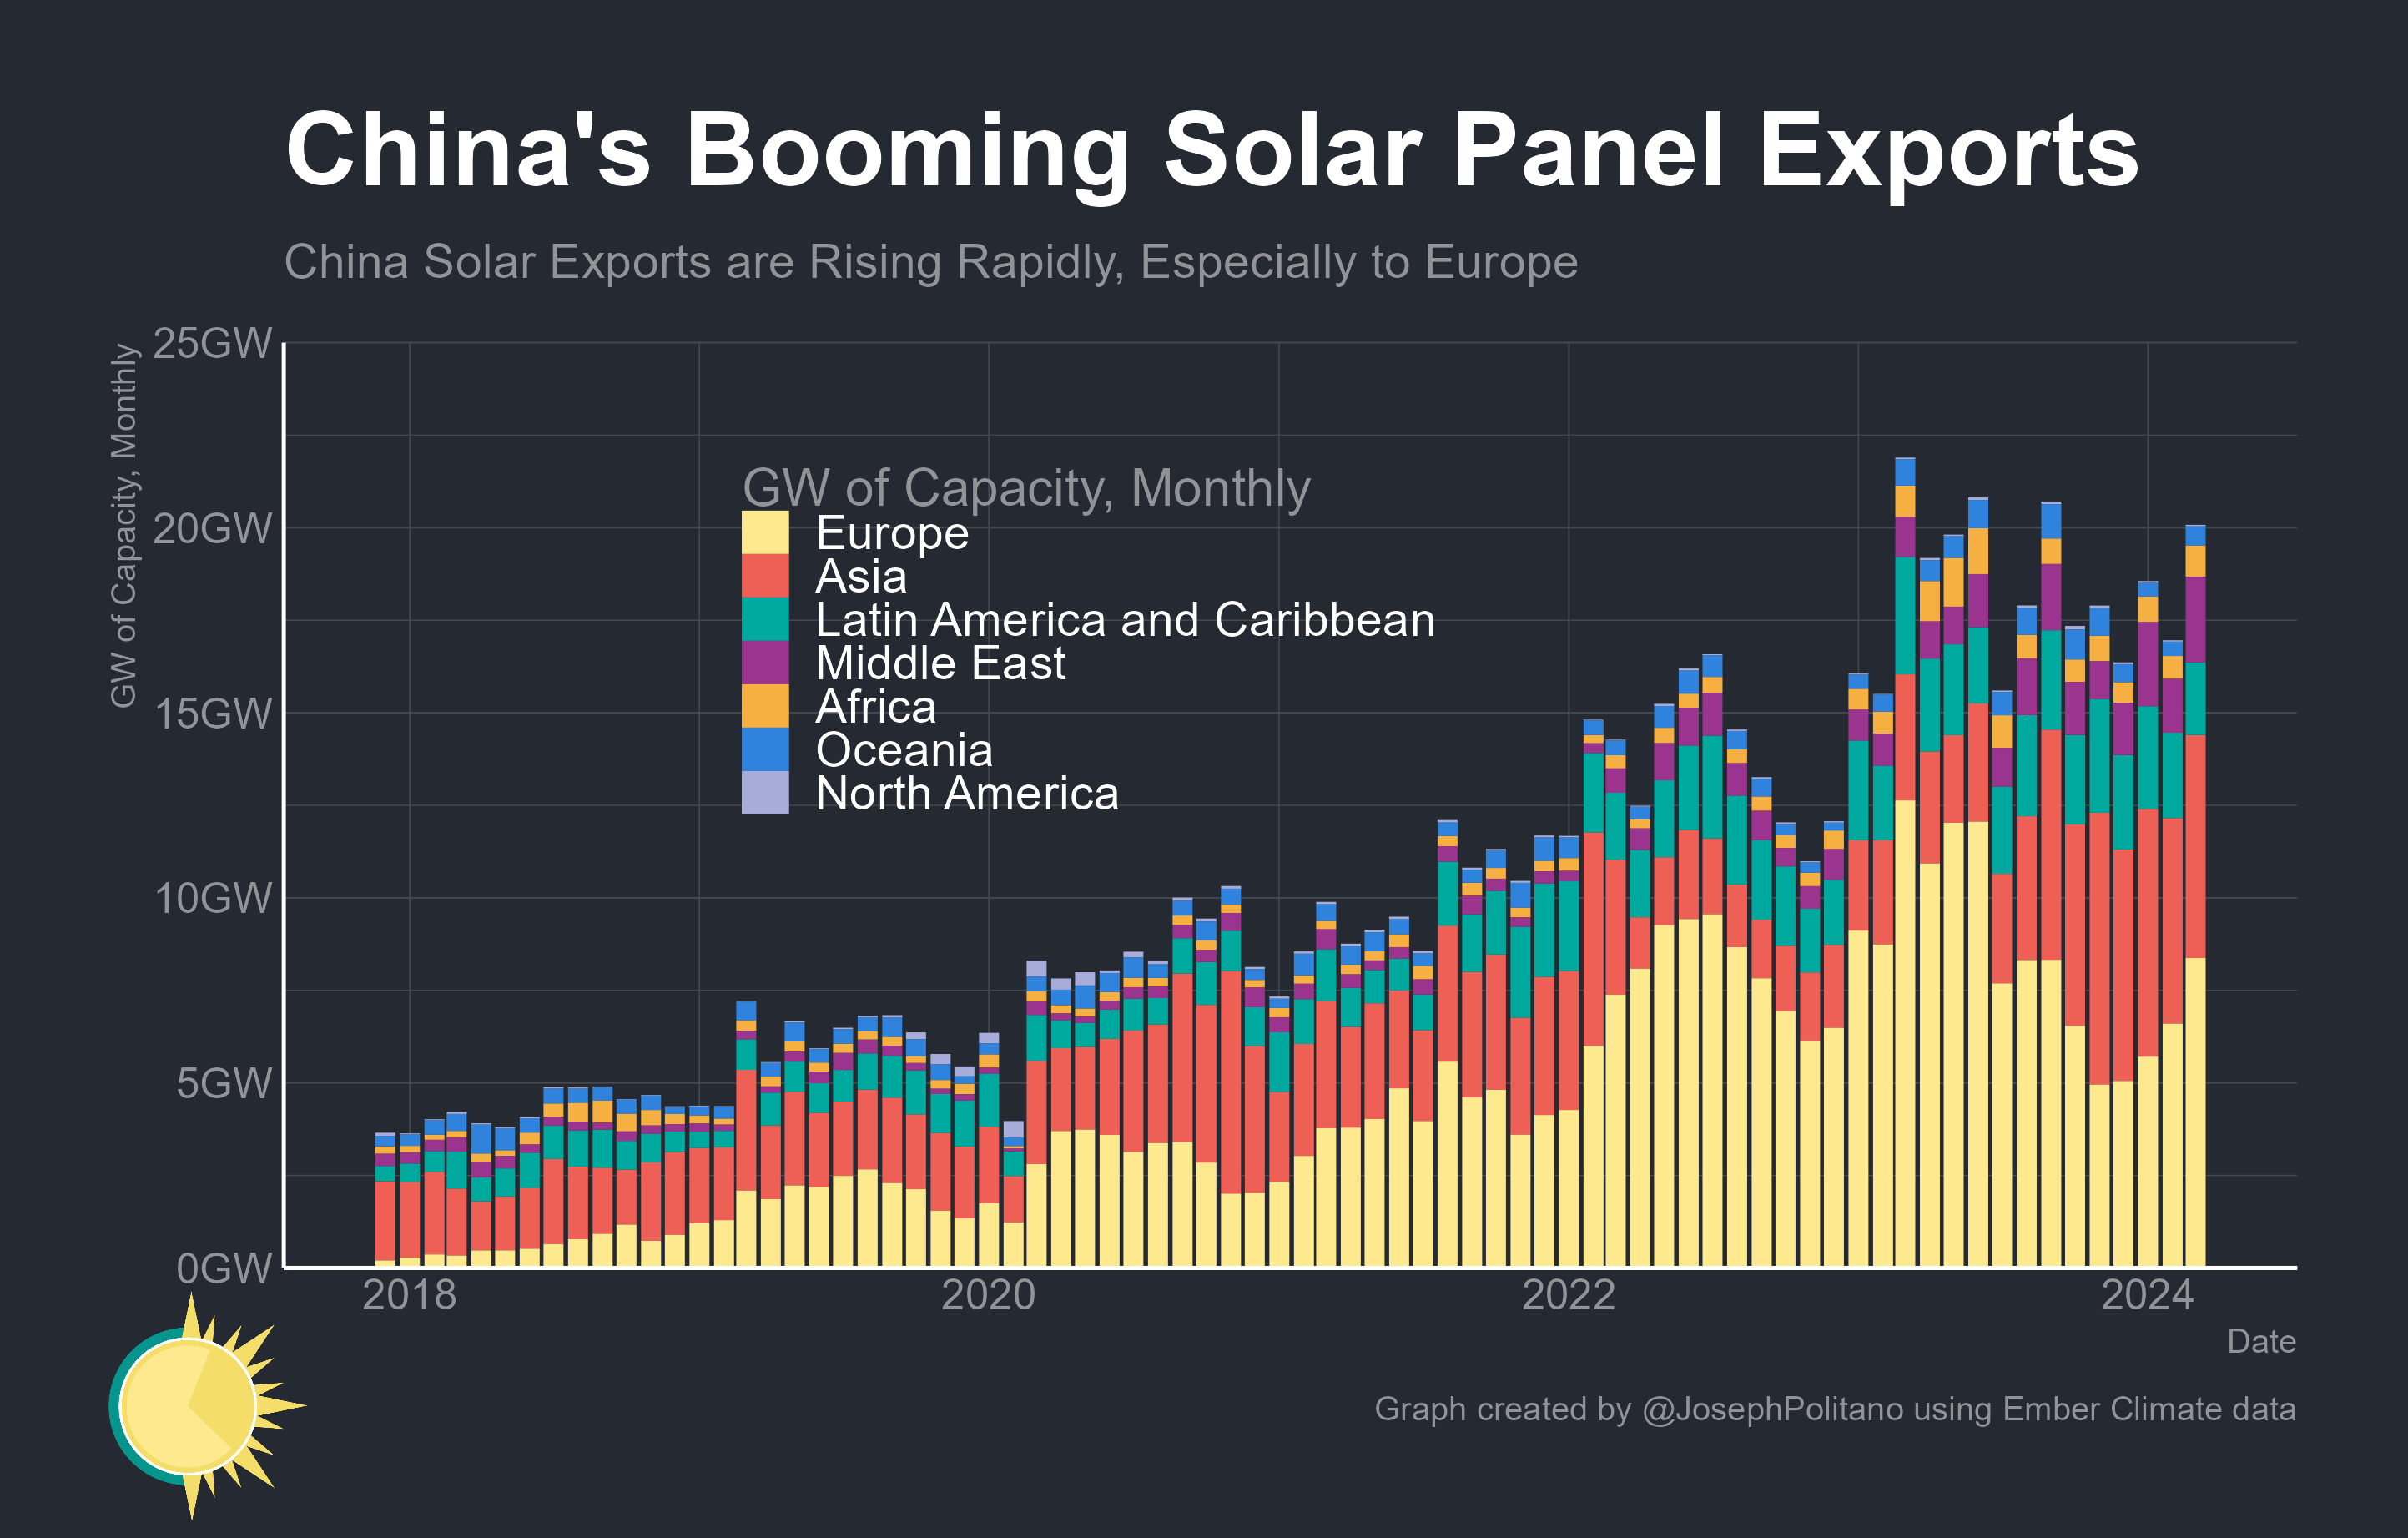 China's Booming Solar Panel Exports
China Solar Exports are Rising Rapidly, Especially to Europe
GW of Capacity, Monthly
25GW
20GW
15GW
10GW
5GW
0GW
GW of Capacity, Monthly
Europe
Asia
Latin America and Caribbean
Middle East
Africa
Oceania
North America
2018
2020
2022
2024
Date
Graph created by @JosephPolitano using Ember Climate data